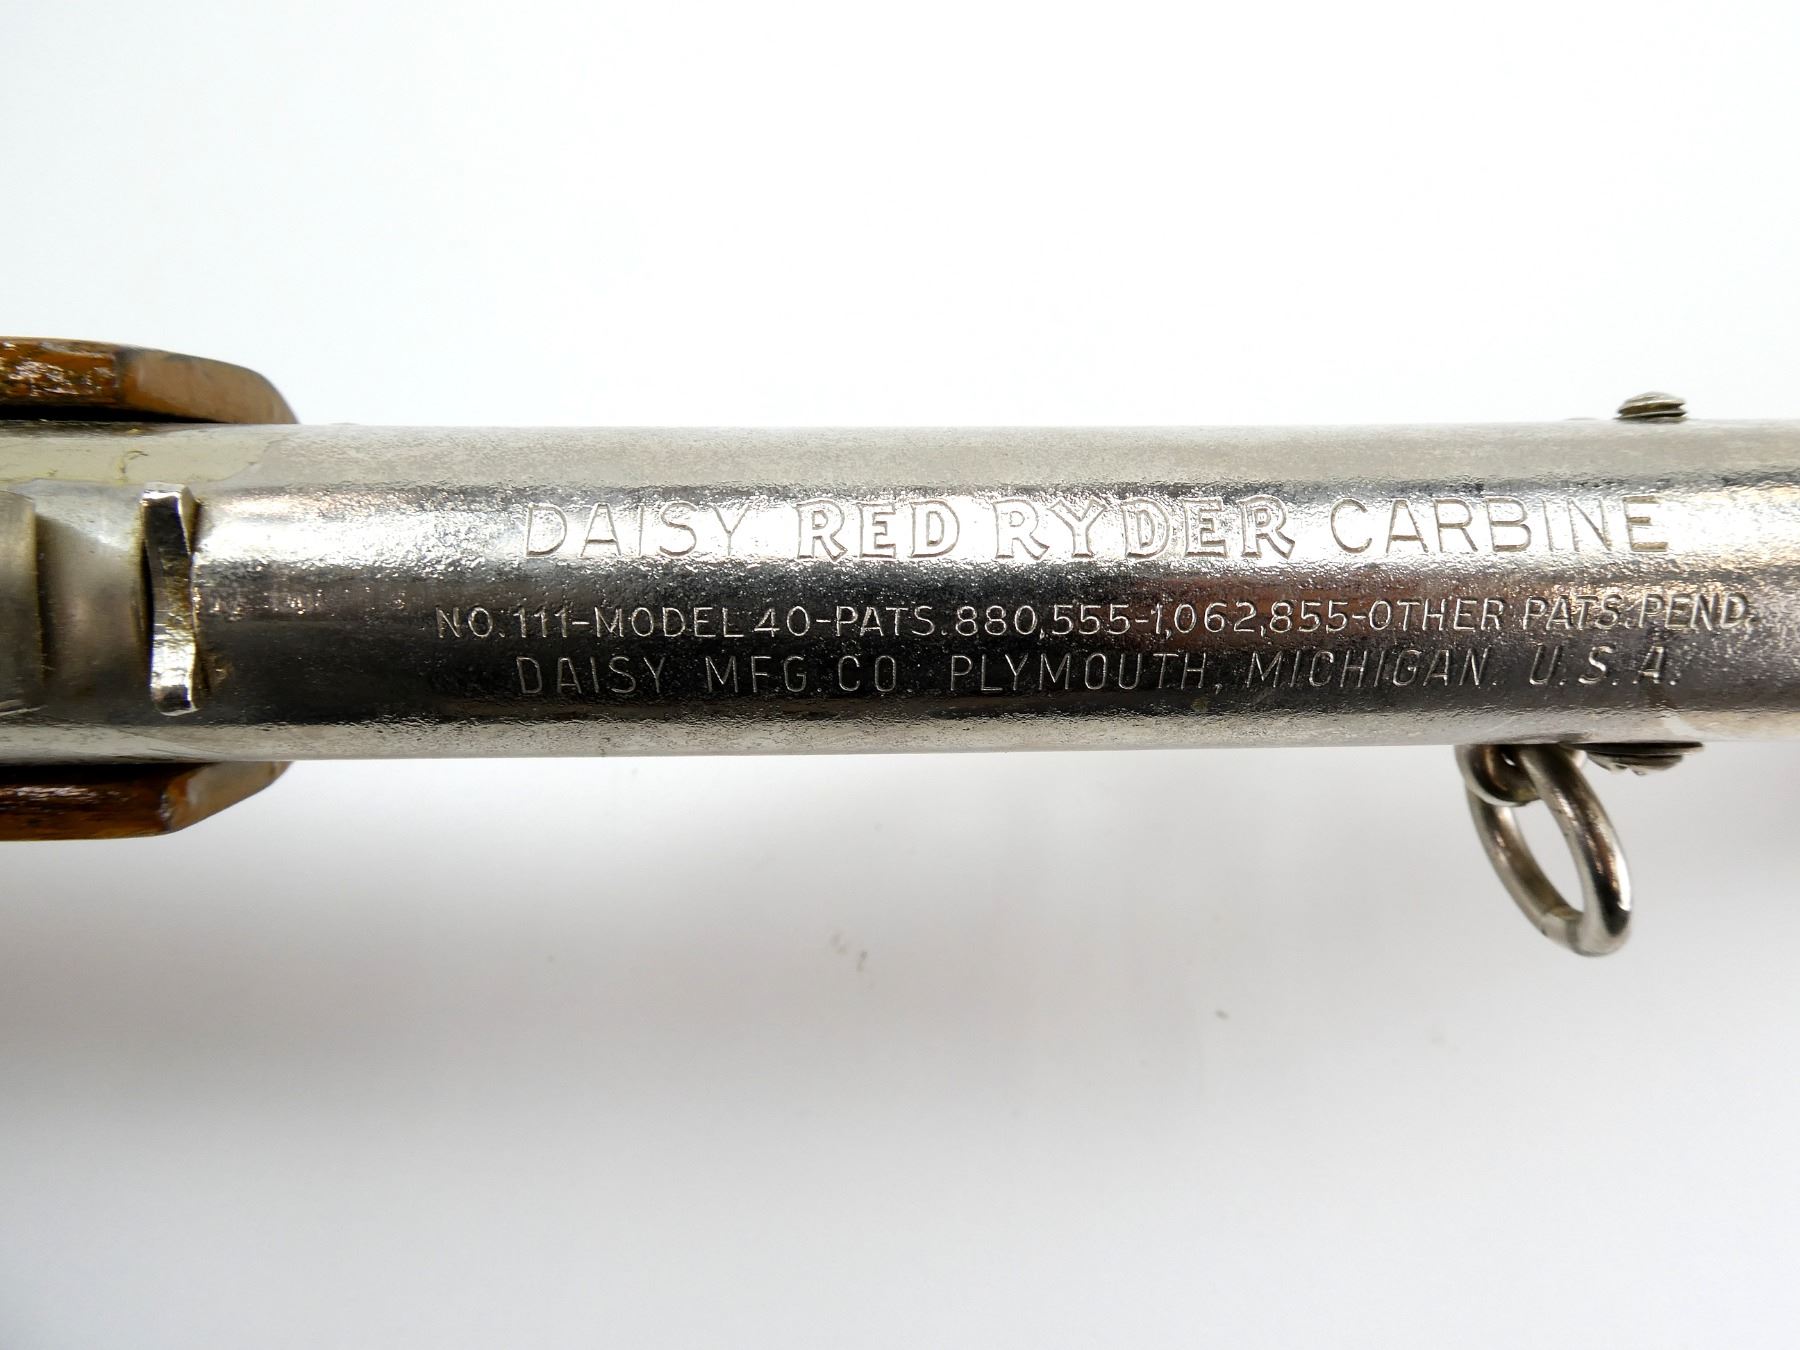 DAISY RED RYDER CARBINE
NO. 111-MODEL 40-PATS. 880,555-1,062,855-OTHER PATS. PEND.
DAISY MFG. CO. PLYMOUTH, MICHIGAN. U. S. A.